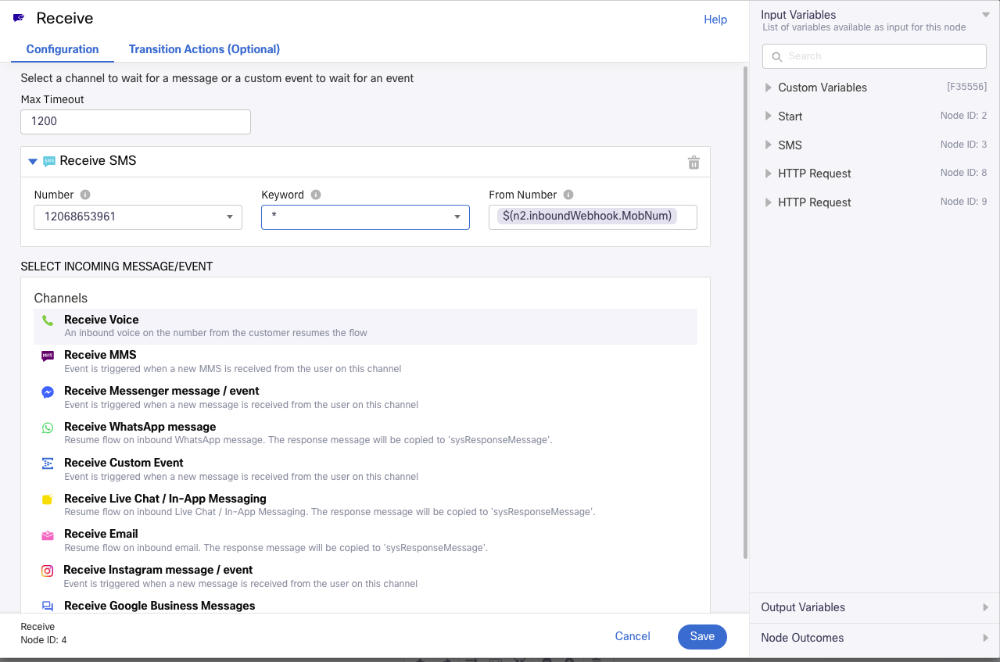 Receive
Help
Configuration
Transition Actions (Optional)
Select a channel to wait for a message or a custom event to wait for an event
Max Timeout
1200
SMS
Receive SMS
Number
Keyword
From Number
12068653961
*
$(n2.inboundWebhook.MobNum)
SELECT INCOMING MESSAGE/EVENT
Channels
Receive Voice
An inbound voice on the number from the customer resumes the flow
MMS
Receive MMS
Event is triggered when a new MMS is received from the user on this channel
Receive Messenger message / event
Event is triggered when a new message is received from the user on this channel
Receive WhatsApp message
Resume flow on inbound WhatsApp message. The response message will be copied to 'sysResponseMessage'.
Receive Custom Event
Event is triggered when a new message is received from the user on this channel
Receive Live Chat / In-App Messaging
Resume flow on inbound Live Chat / In-App Messaging. The response message will be copied to 'sysResponseMessage'.
Receive Email
Resume flow on inbound email. The response message will be copied to 'sysResponseMessage'.
Receive Instagram message / event
Event is triggered when a new message is received from the user on this channel
Receive Google Business Messages
Receive
Node ID: 4
Cancel
Save
Input Variables
List of variables available as input for this node
Search
Custom Variables [F35556]
Start Node ID: 2
SMS Node ID: 3
HTTP Request Node ID: 8
HTTP Request Node ID: 9
Output Variables
Node Outcomes